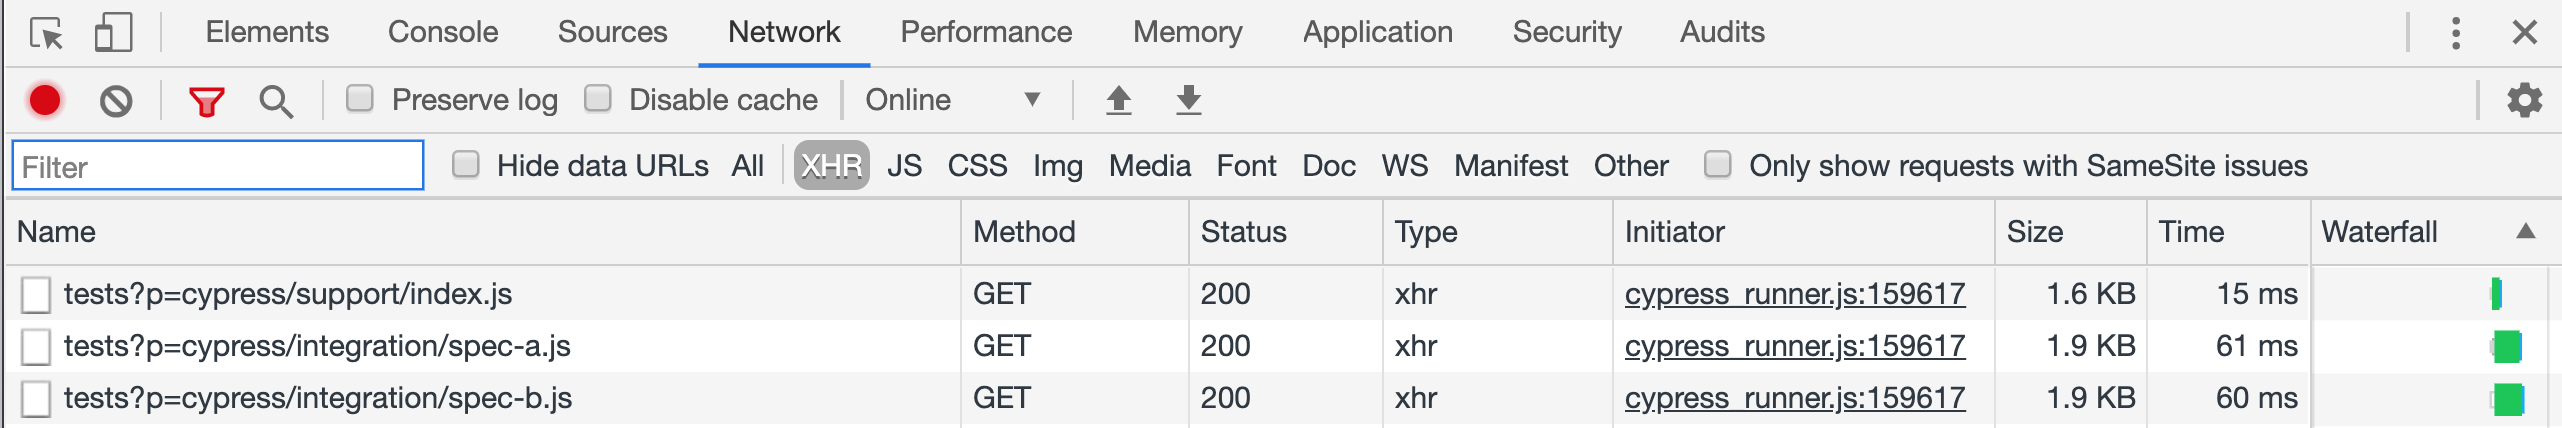 Elements Console Sources Network Performance Memory Application Security Audits
Preserve log Disable cache Online
Filter Hide data URLs All XHR JS CSS Img Media Font Doc WS Manifest Other Only show requests with SameSite issues
Name Method Status Type Initiator Size Time Waterfall
tests?p=cypress/support/index.js GET 200 xhr cypress_runner.js:159617 1.6 KB 15 ms
tests?p=cypress/integration/spec-a.js GET 200 xhr cypress_runner.js:159617 1.9 KB 61 ms
tests?p=cypress/integration/spec-b.js GET 200 xhr cypress_runner.js:159617 1.9 KB 60 ms